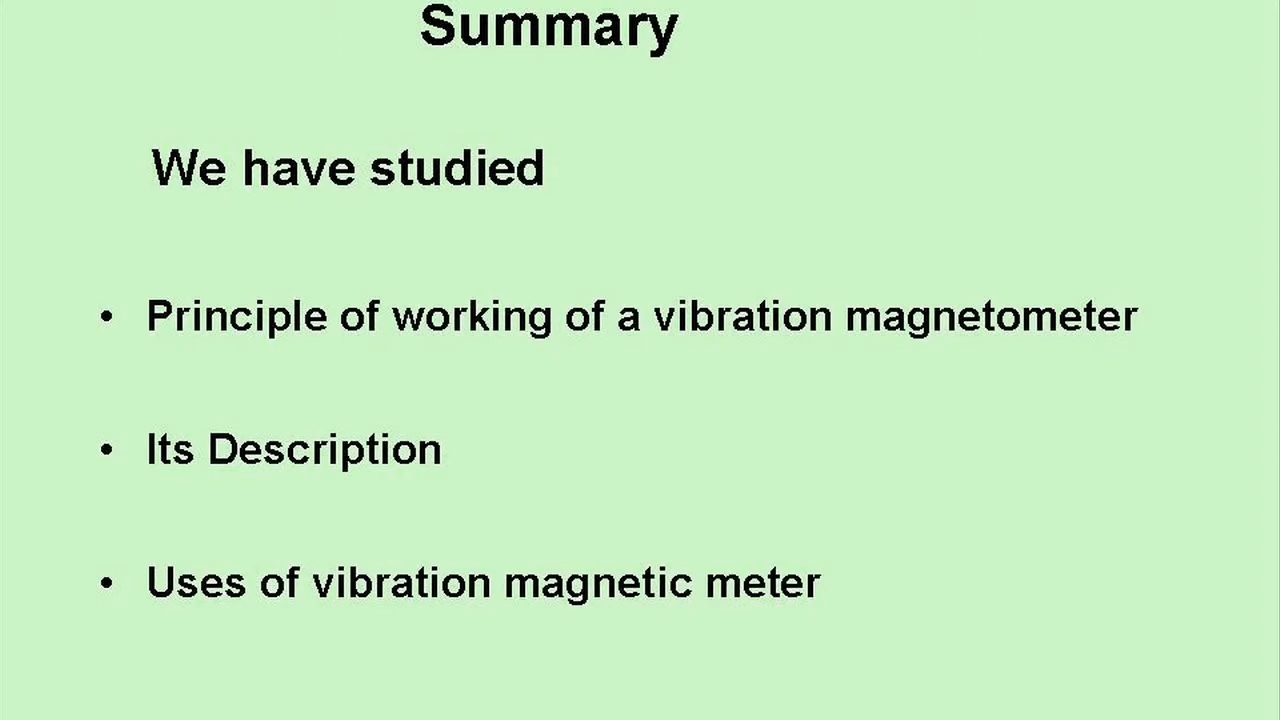 Summary
We have studied
• Principle of working of a vibration magnetometer
• Its Description
• Uses of vibration magnetic meter